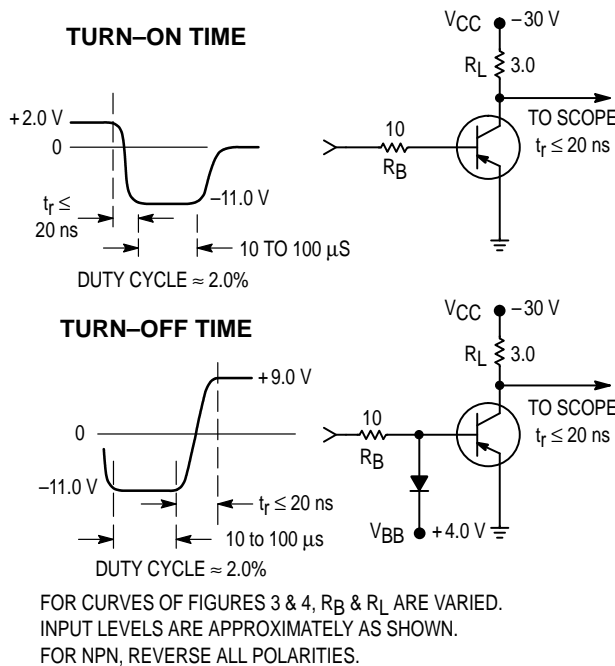 TURN–ON TIME
VCC –30 V
RL 3.0
+2.0 V
0
TO SCOPE
tr ≤ 20 ns
10
RB
tr ≤
20 ns
–11.0 V
10 TO 100 µS
DUTY CYCLE ≈ 2.0%
TURN–OFF TIME
VCC –30 V
RL 3.0
+9.0 V
TO SCOPE
tr ≤ 20 ns
0
10
RB
–11.0 V
tr ≤ 20 ns
VBB +4.0 V
10 to 100 µs
DUTY CYCLE ≈ 2.0%
FOR CURVES OF FIGURES 3 & 4, RB & RL ARE VARIED.
INPUT LEVELS ARE APPROXIMATELY AS SHOWN.
FOR NPN, REVERSE ALL POLARITIES.